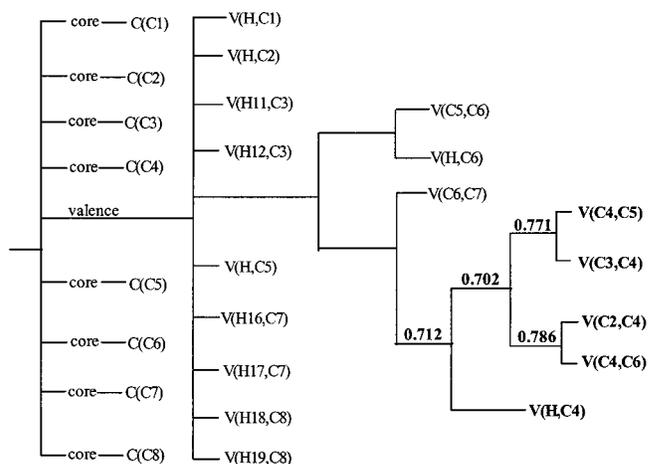 core C(C1)
core C(C2)
core C(C3)
core C(C4)
valence
core C(C5)
core C(C6)
core C(C7)
core C(C8)
V(H,C1)
V(H,C2)
V(H11,C3)
V(H12,C3)
V(H,C5)
V(H16,C7)
V(H17,C7)
V(H18,C8)
V(H19,C8)
V(C5,C6)
V(H,C6)
V(C6,C7)
0.712
0.702
0.771
V(C4,C5)
V(C3,C4)
0.786
V(C2,C4)
V(C4,C6)
V(H,C4)